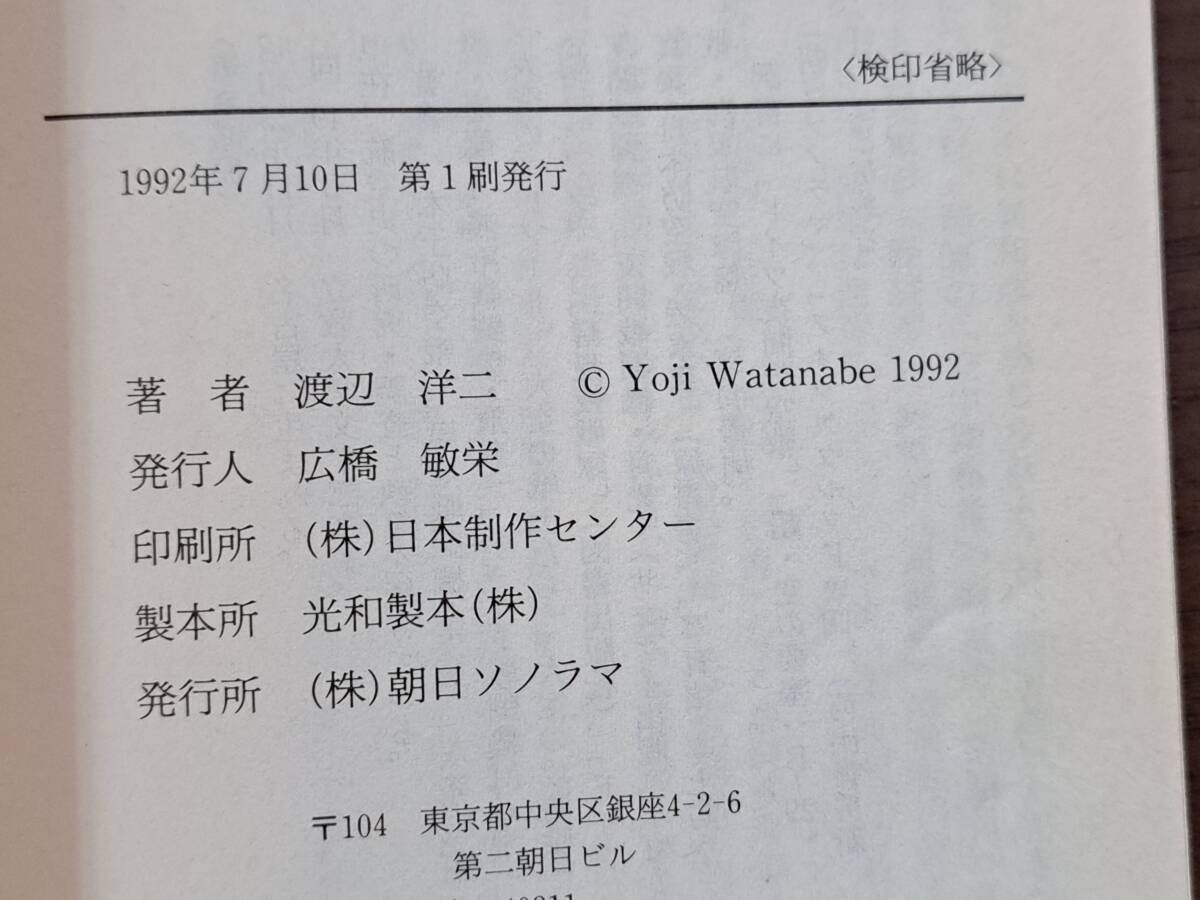 〈検印省略〉
1992年7月10日　第1刷発行
著　者　渡辺　洋二　　© Yoji Watanabe 1992
発行人　広橋　敏栄
印刷所　(株)日本制作センター
製本所　光和製本(株)
発行所　(株)朝日ソノラマ
〒104　東京都中央区銀座4-2-6
第二朝日ビル